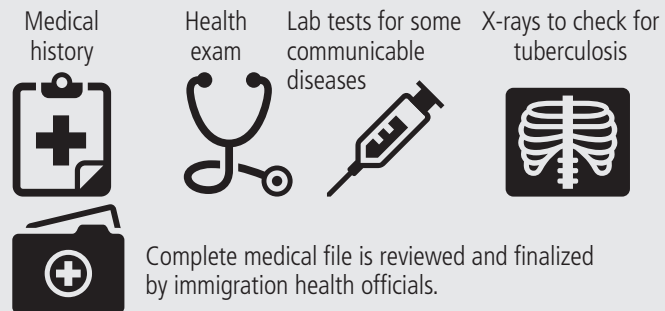 Medical
history
Health
exam
Lab tests for some
communicable
diseases
X-rays to check for
tuberculosis
Complete medical file is reviewed and finalized
by immigration health officials.